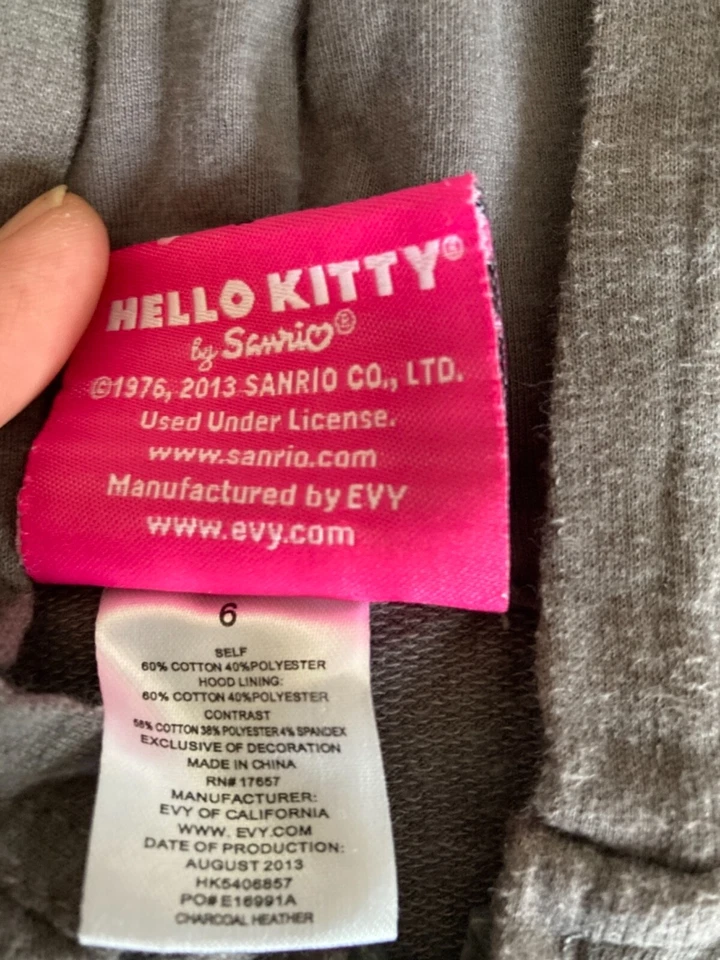 HELLO KITTY®
by Sanrio®
©1976, 2013 SANRIO CO., LTD.
Used Under License.
www.sanrio.com
Manufactured by EVY
www.evy.com
6
SELF
60% COTTON 40%POLYESTER
HOOD LINING:
60% COTTON 40%POLYESTER
CONTRAST
58% COTTON 38% POLYESTER 4% SPANDEX
EXCLUSIVE OF DECORATION
MADE IN CHINA
RN# 17657
MANUFACTURER:
EVY OF CALIFORNIA
WWW. EVY.COM
DATE OF PRODUCTION:
AUGUST 2013
HK5406857
PO# E16991A
CHARCOAL HEATHER